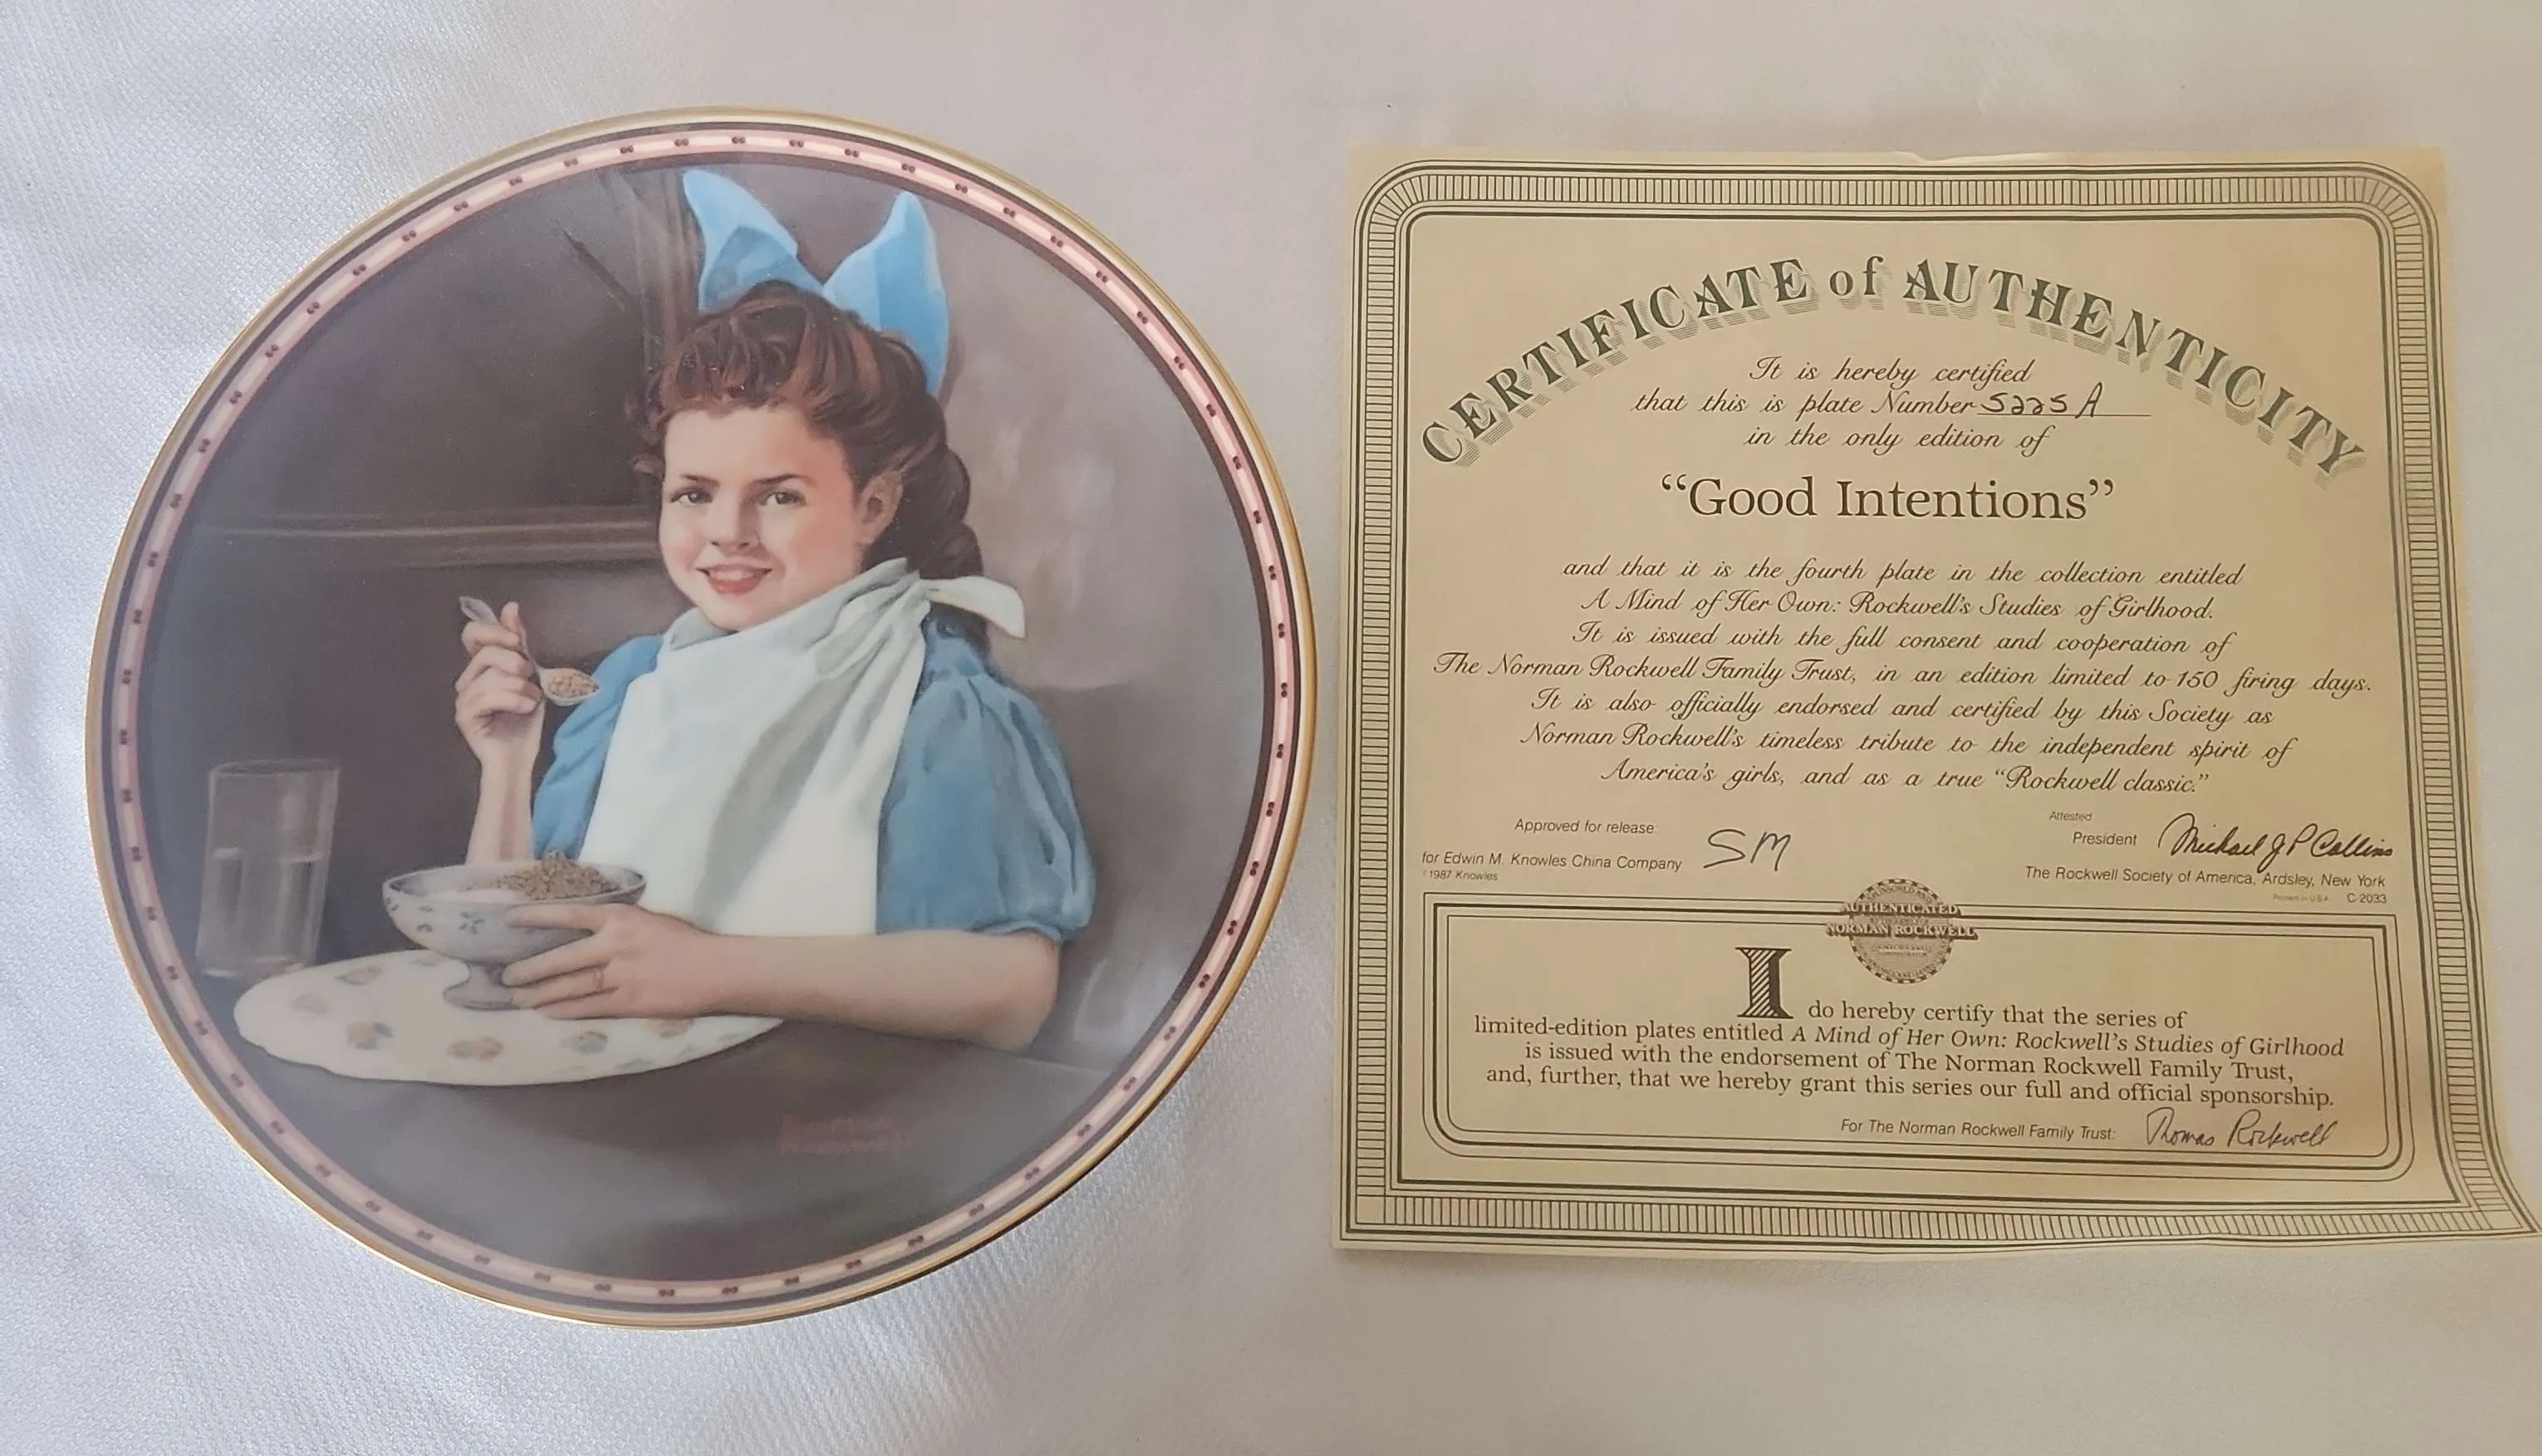 CERTIFICATE of AUTHENTICITY
It is hereby certified
that this is plate Number 5225 A
in the only edition of
“Good Intentions”
and that it is the fourth plate in the collection entitled
A Mind of Her Own: Rockwell's Studies of Girlhood.
It is issued with the full consent and cooperation of
The Norman Rockwell Family Trust, in an edition limited to 150 firing days.
It is also officially endorsed and certified by this Society as
Norman Rockwell's timeless tribute to the independent spirit of
America's girls, and as a true “Rockwell classic.”
Approved for release:
SM
for Edwin M. Knowles China Company
1987 Knowles
Attested
President Michael J P Collins
The Rockwell Society of America, Ardsley, New York
Printed in U.S.A. C-2033
AUTHENTICATED
NORMAN ROCKWELL
I do hereby certify that the series of
limited-edition plates entitled A Mind of Her Own: Rockwell's Studies of Girlhood
is issued with the endorsement of The Norman Rockwell Family Trust,
and, further, that we hereby grant this series our full and official sponsorship.
For The Norman Rockwell Family Trust: Thomas Rockwell